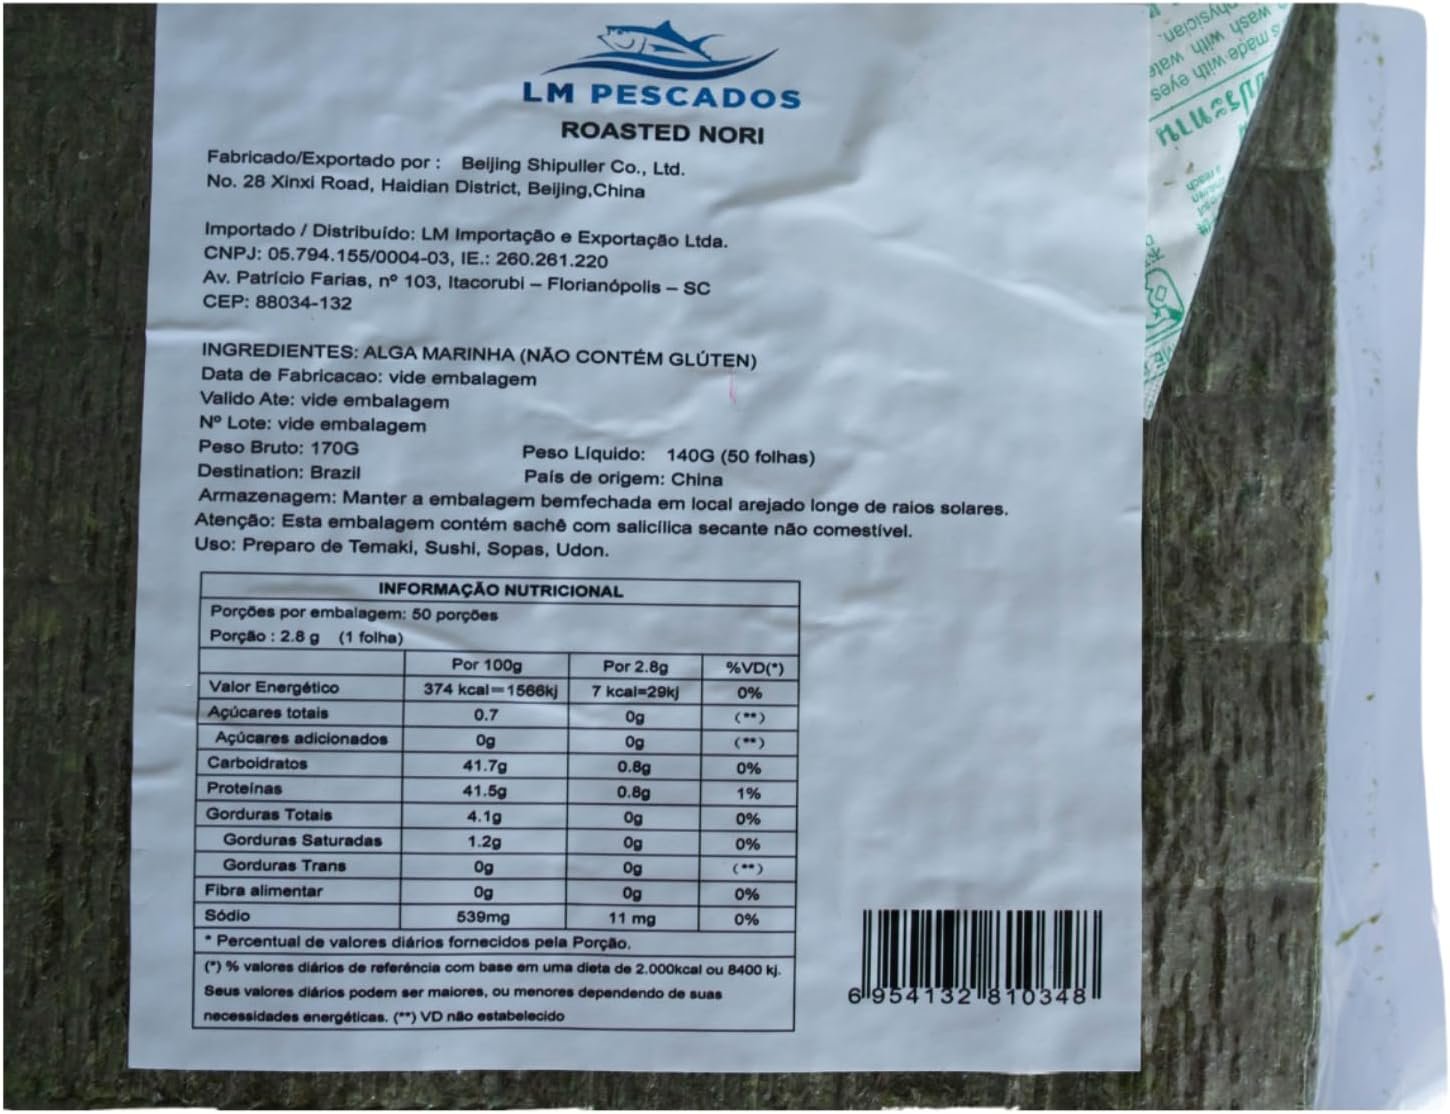 LM PESCADOS
ROASTED NORI
Fabricado/Exportado por : Beijing Shipuller Co., Ltd.
No. 28 Xinxi Road, Haidian District, Beijing,China
Importado / Distribuído: LM Importação e Exportação Ltda.
CNPJ: 05.794.155/0004-03, IE.: 260.261.220
Av. Patrício Farias, nº 103, Itacorubi – Florianópolis – SC
CEP: 88034-132
INGREDIENTES: ALGA MARINHA (NÃO CONTÉM GLÚTEN)
Data de Fabricacao: vide embalagem
Valido Ate: vide embalagem
Nº Lote: vide embalagem
Peso Bruto: 170G Peso Líquido: 140G (50 folhas)
Destination: Brazil País de origem: China
Armazenagem: Manter a embalagem bemfechada em local arejado longe de raios solares.
Atenção: Esta embalagem contém sachê com salicílica secante não comestível.
Uso: Preparo de Temaki, Sushi, Sopas, Udon.
INFORMAÇÃO NUTRICIONAL
Porções por embalagem: 50 porções
Porção : 2.8 g (1 folha)
Por 100g Por 2.8g %VD(*)
Valor Energético 374 kcal=1566kj 7 kcal=29kj 0%
Açúcares totais 0.7 0g (**)
Açúcares adicionados 0g 0g (**)
Carboidratos 41.7g 0.8g 0%
Proteínas 41.5g 0.8g 1%
Gorduras Totais 4.1g 0g 0%
Gorduras Saturadas 1.2g 0g 0%
Gorduras Trans 0g 0g (**)
Fibra alimentar 0g 0g 0%
Sódio 539mg 11 mg 0%
* Percentual de valores diários fornecidos pela Porção.
(*) % valores diários de referência com base em uma dieta de 2.000kcal ou 8400 kj.
Seus valores diários podem ser maiores, ou menores dependendo de suas
necessidades energéticas. (**) VD não estabelecido
6 954132 810348
made with eyes
wash with
physician.